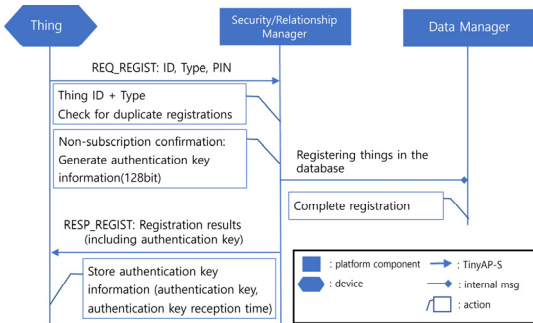 Thing
Security/Relationship
Manager
Data Manager
REQ_REGIST: ID, Type, PIN
Thing ID + Type
Check for duplicate registrations
Non-subscription confirmation:
Generate authentication key
information(128bit)
Registering things in the
database
Complete registration
RESP_REGIST: Registration results
(including authentication key)
Store authentication key
information (authentication key,
authentication key reception time)
: platform component
: TinyAP-S
: device
: internal msg
: action